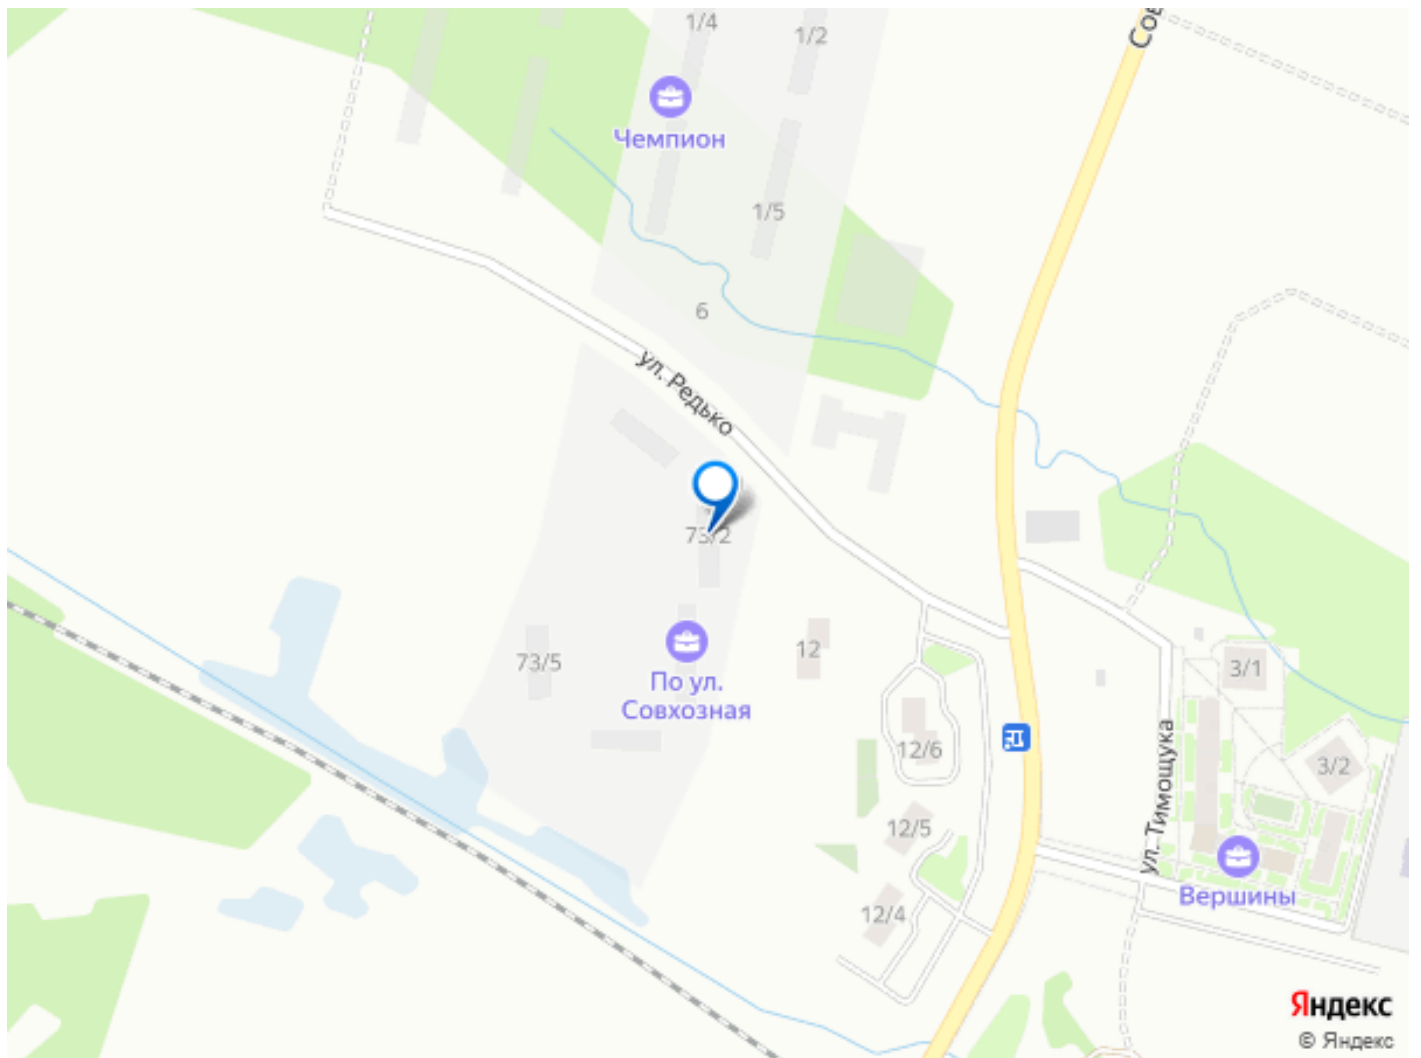 1/4
1/2
Сов
Чемпион
1/5
6
ул. Редько
73/2
12
3/1
73/5
По ул.
Совхозная
12/6
3/2
ул. Тимощука
12/5
Вершины
12/4
Яндекс
© Яндекс